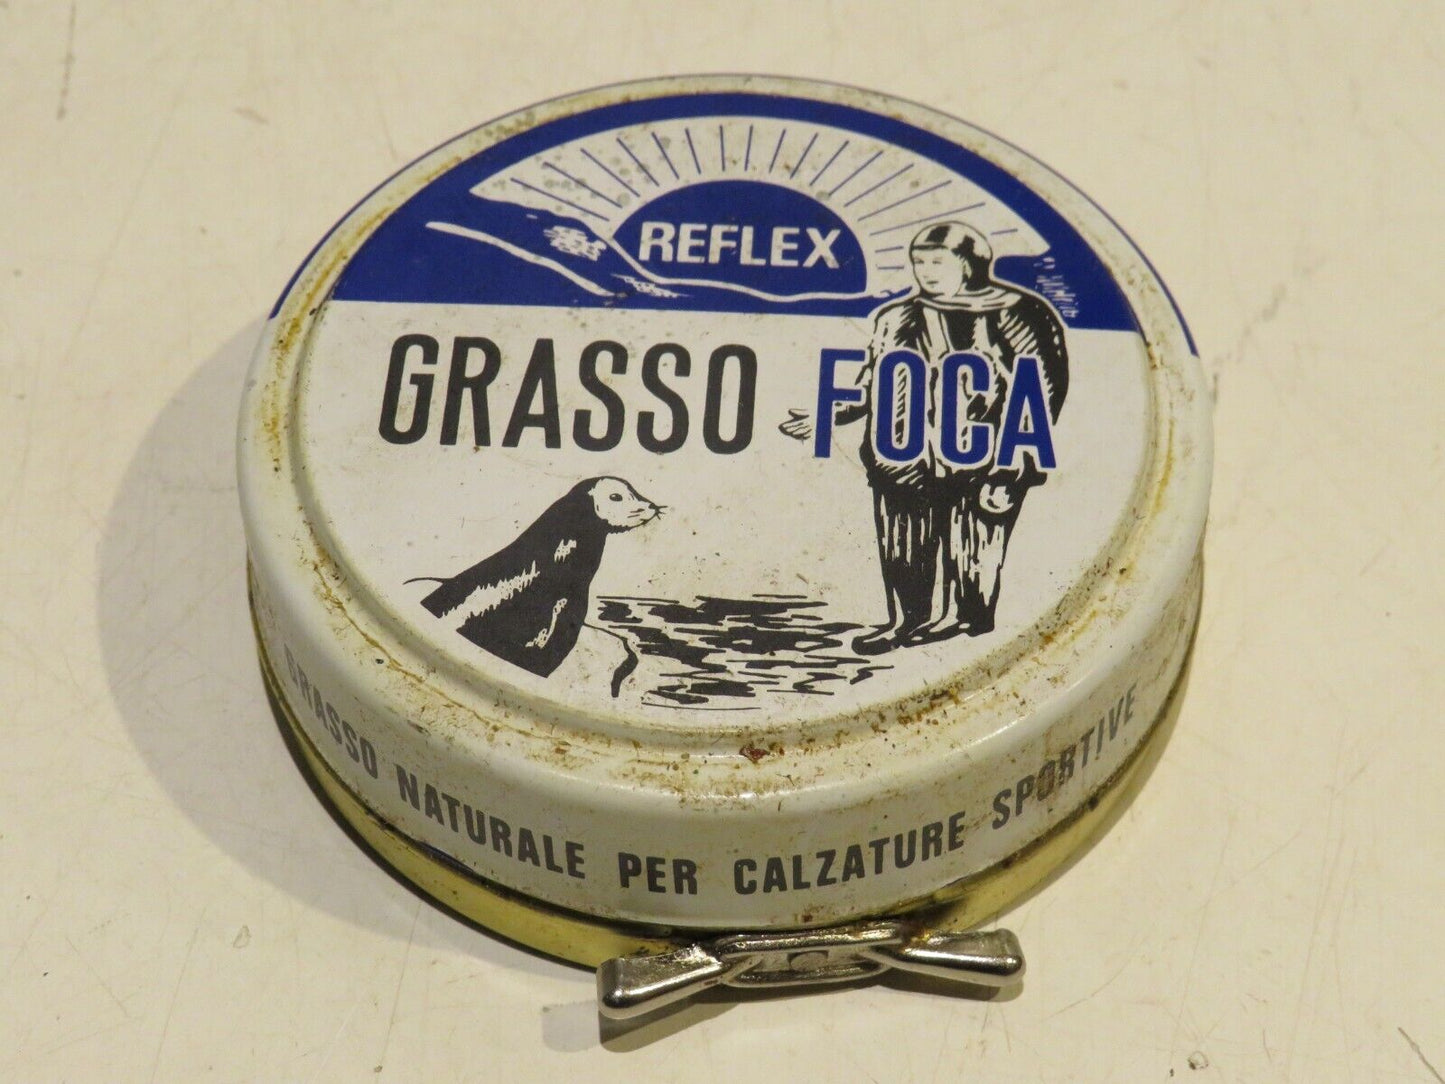 REFLEX
GRASSO FOCA
GRASSO NATURALE PER CALZATURE SPORTIVE